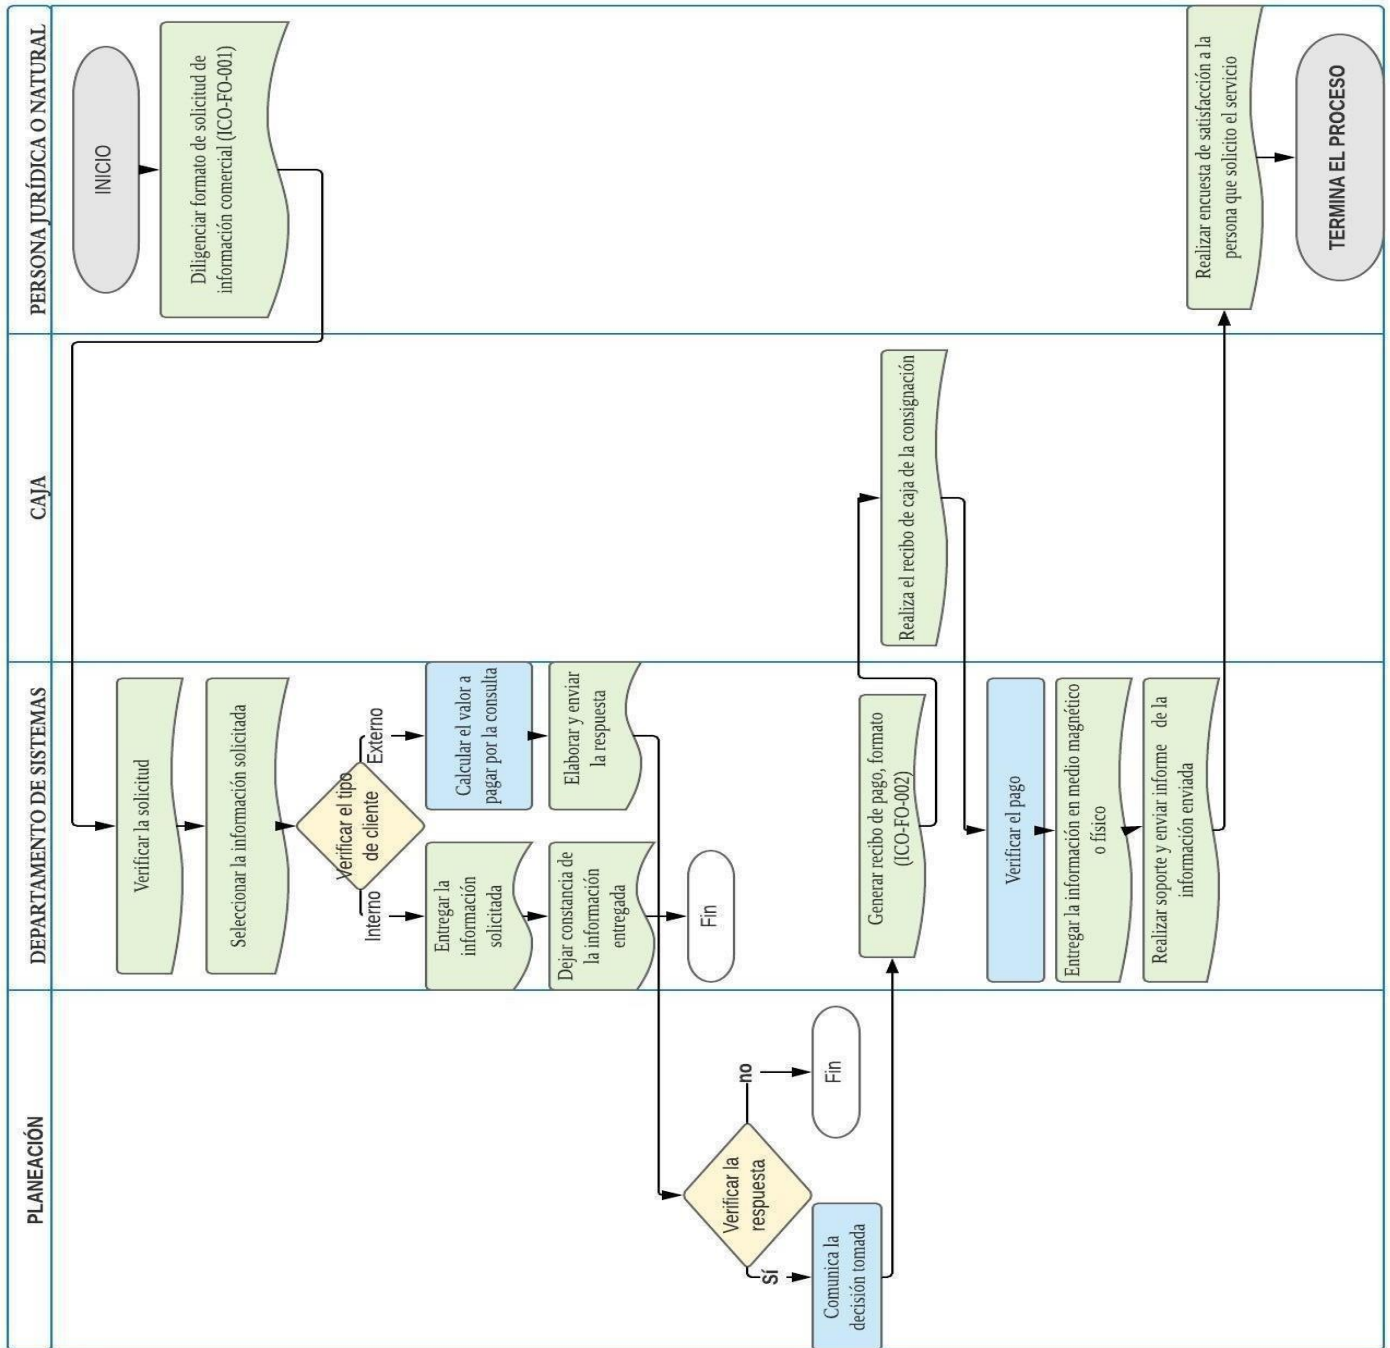 PERSONA JURÍDICA O NATURAL
CAJA
DEPARTAMENTO DE SISTEMAS
PLANEACIÓN
INICIO
Diligenciar formato de solicitud de
información comercial (ICO-FO-001)
Verificar la solicitud
Seleccionar la información solicitada
Verificar el tipo
de cliente
Interno
Externo
Entregar la
información
solicitada
Dejar constancia de
la información
entregada
Fin
Calcular el valor a
pagar por la consulta
Elaborar y enviar
la respuesta
Verificar la
respuesta
no
Fin
Sí
Comunica la
decisión tomada
Generar recibo de pago, formato
(ICO-FO-002)
Realiza el recibo de caja de la consignación
Verificar el pago
Entregar la información en medio magnético
o físico
Realizar soporte y enviar informe de la
información enviada
Realizar encuesta de satisfacción a la
persona que solicito el servicio
TERMINA EL PROCESO